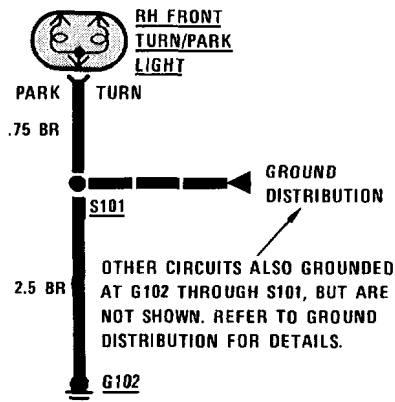 RH FRONT
TURN/PARK
LIGHT
PARK TURN
.75 BR
GROUND
DISTRIBUTION
S101
OTHER CIRCUITS ALSO GROUNDED
AT G102 THROUGH S101, BUT ARE
NOT SHOWN. REFER TO GROUND
DISTRIBUTION FOR DETAILS.
2.5 BR
G102